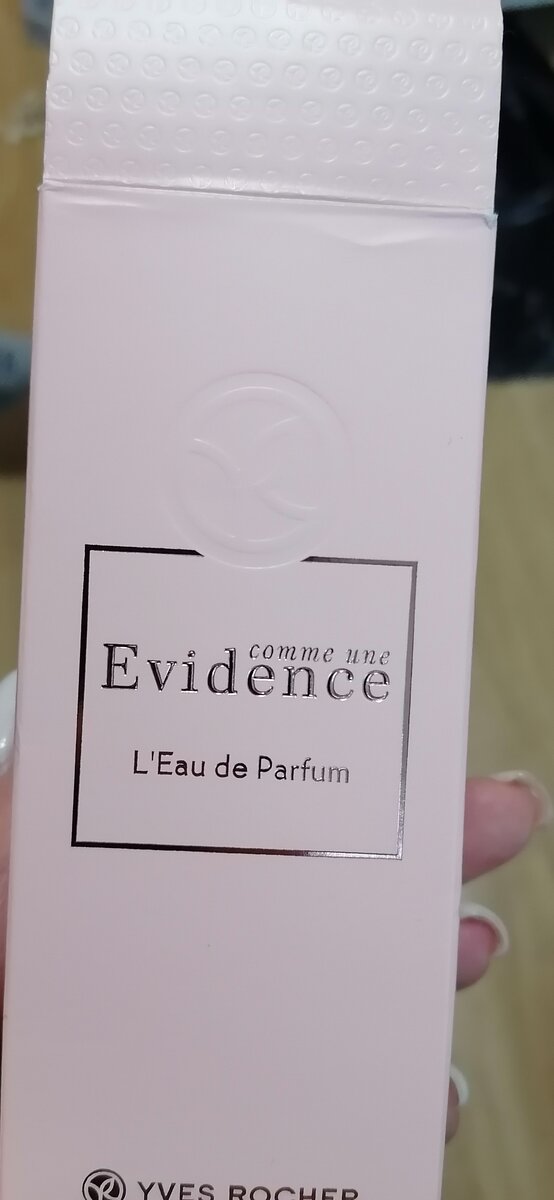 comme une
Evidence
L'Eau de Parfum
YVES ROCHER